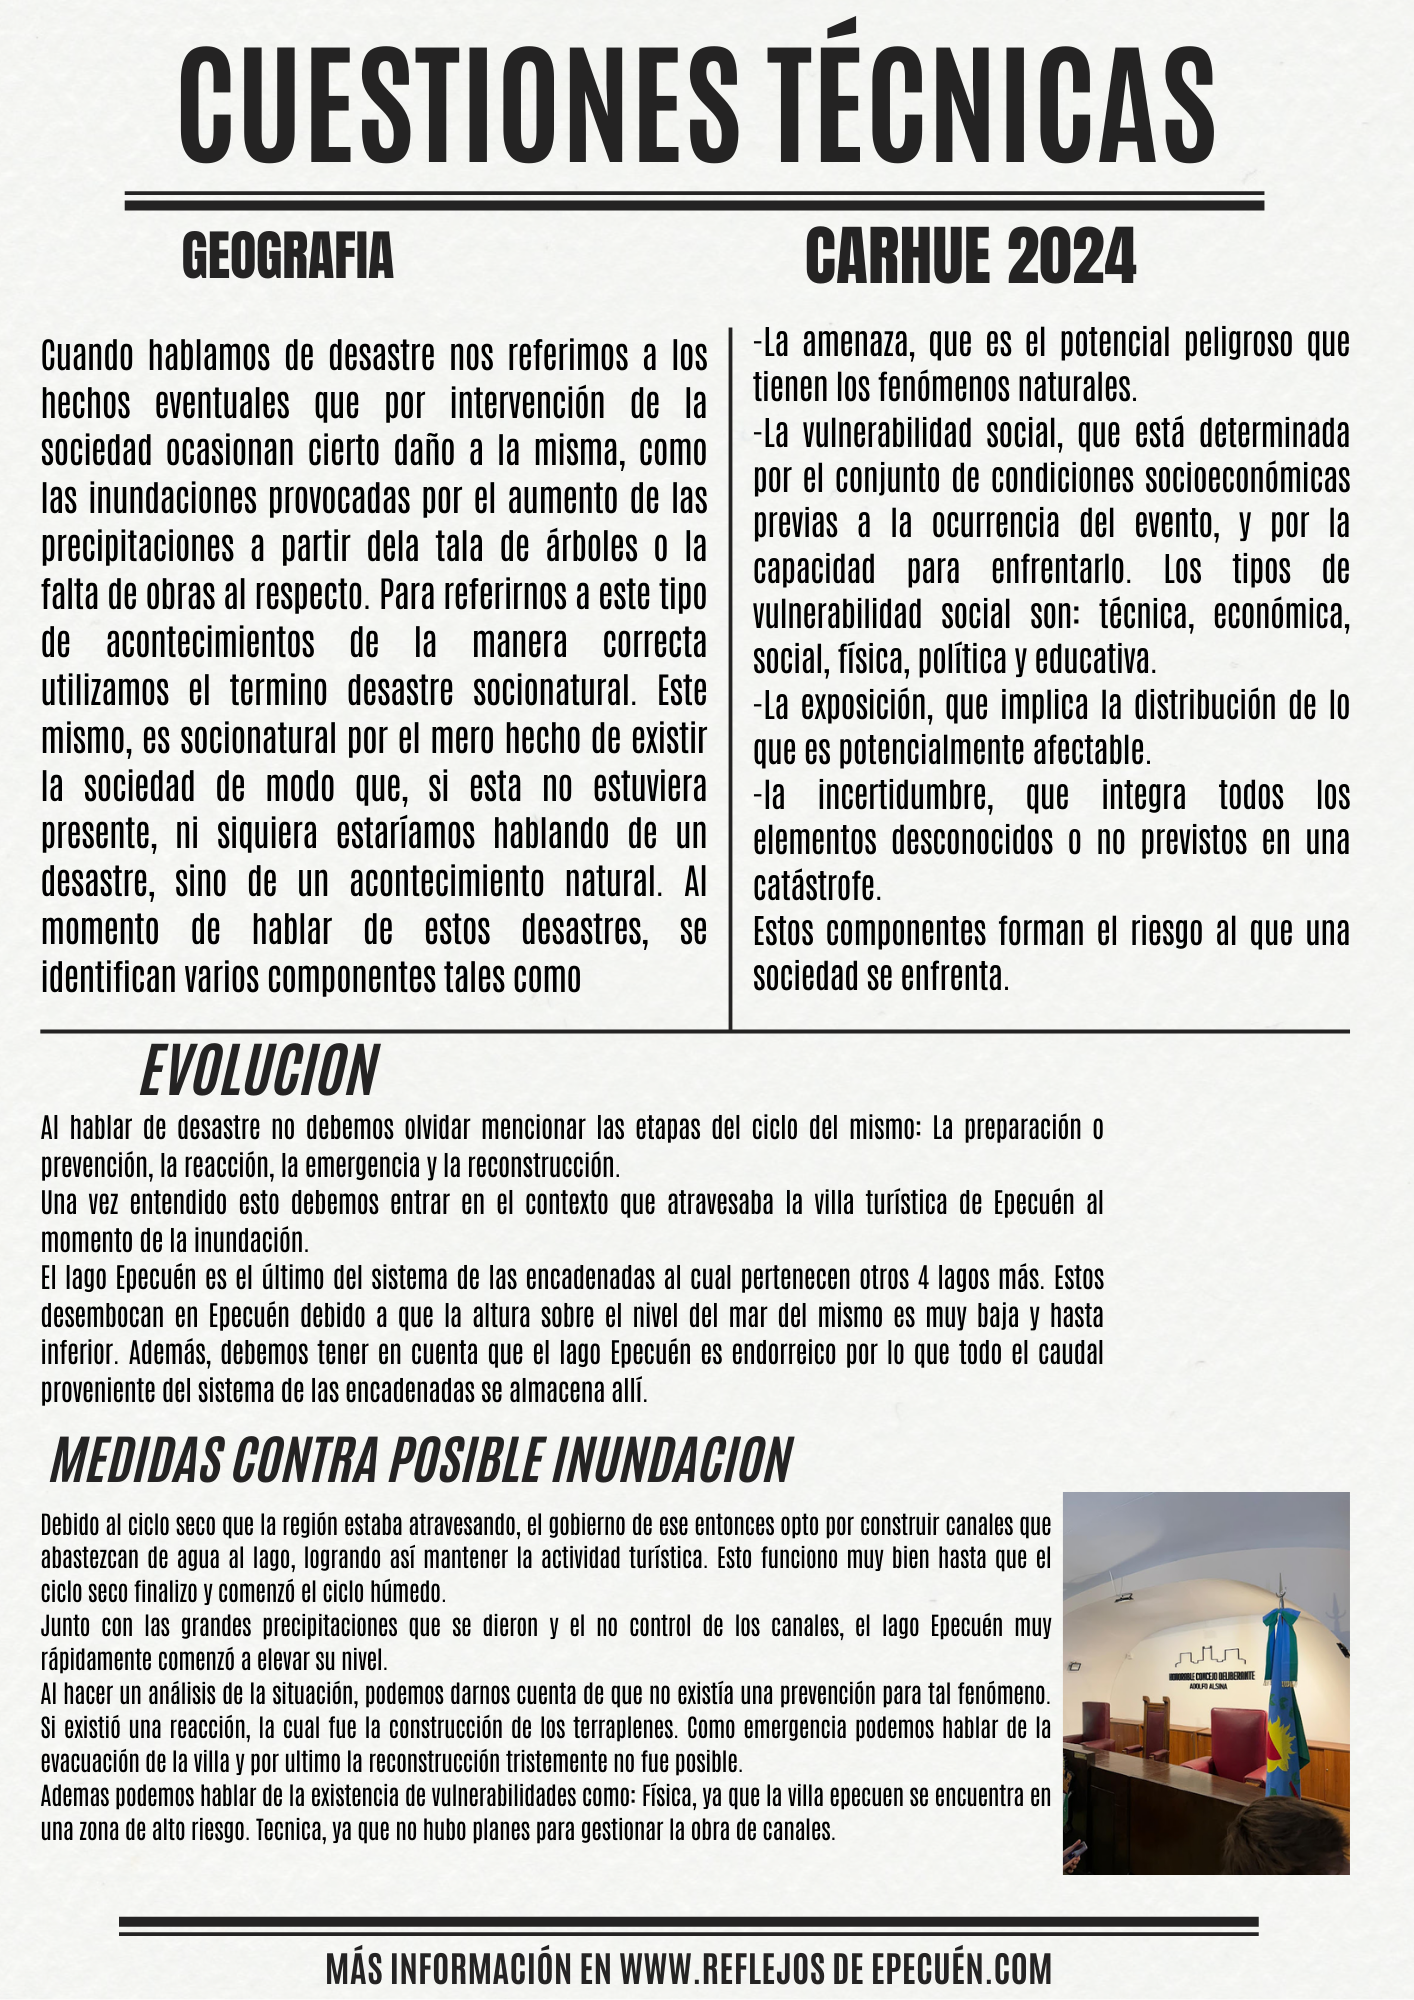 CUESTIONES TÉCNICAS
GEOGRAFIA
Cuando hablamos de desastre nos referimos a los
hechos eventuales que por intervención de la
sociedad ocasionan cierto daño a la misma, como
las inundaciones provocadas por el aumento de las
precipitaciones a partir dela tala de árboles o la
falta de obras al respecto. Para referirnos a este tipo
de acontecimientos de la manera correcta
utilizamos el termino desastre socionatural. Este
mismo, es socionatural por el mero hecho de existir
la sociedad de modo que, si esta no estuviera
presente, ni siquiera estaríamos hablando de un
desastre, sino de un acontecimiento natural. Al
momento de hablar de estos desastres, se
identifican varios componentes tales como
CARHUE 2024
-La amenaza, que es el potencial peligroso que
tienen los fenómenos naturales.
-La vulnerabilidad social, que está determinada
por el conjunto de condiciones socioeconómicas
previas a la ocurrencia del evento, y por la
capacidad para enfrentarlo. Los tipos de
vulnerabilidad social son: técnica, económica,
social, física, política y educativa.
-La exposición, que implica la distribución de lo
que es potencialmente afectable.
-la incertidumbre, que integra todos los
elementos desconocidos o no previstos en una
catástrofe.
Estos componentes forman el riesgo al que una
sociedad se enfrenta.
EVOLUCION
Al hablar de desastre no debemos olvidar mencionar las etapas del ciclo del mismo: La preparación o
prevención, la reacción, la emergencia y la reconstrucción.
Una vez entendido esto debemos entrar en el contexto que atravesaba la villa turística de Epecuén al
momento de la inundación.
El lago Epecuén es el último del sistema de las encadenadas al cual pertenecen otros 4 lagos más. Estos
desembocan en Epecuén debido a que la altura sobre el nivel del mar del mismo es muy baja y hasta
inferior. Además, debemos tener en cuenta que el lago Epecuén es endorreico por lo que todo el caudal
proveniente del sistema de las encadenadas se almacena allí.
MEDIDAS CONTRA POSIBLE INUNDACION
Debido al ciclo seco que la región estaba atravesando, el gobierno de ese entonces opto por construir canales que
abastezcan de agua al lago, logrando así mantener la actividad turística. Esto funciono muy bien hasta que el
ciclo seco finalizo y comenzó el ciclo húmedo.
Junto con las grandes precipitaciones que se dieron y el no control de los canales, el lago Epecuén muy
rápidamente comenzó a elevar su nivel.
Al hacer un análisis de la situación, podemos darnos cuenta de que no existía una prevención para tal fenómeno.
Si existió una reacción, la cual fue la construcción de los terraplenes. Como emergencia podemos hablar de la
evacuación de la villa y por ultimo la reconstrucción tristemente no fue posible.
Ademas podemos hablar de la existencia de vulnerabilidades como: Física, ya que la villa epecuen se encuentra en
una zona de alto riesgo. Tecnica, ya que no hubo planes para gestionar la obra de canales.
HONORABLE CONCEJO DELIBERANTE
ADOLFO ALSINA
MÁS INFORMACIÓN EN WWW.REFLEJOS DE EPECUÉN.COM